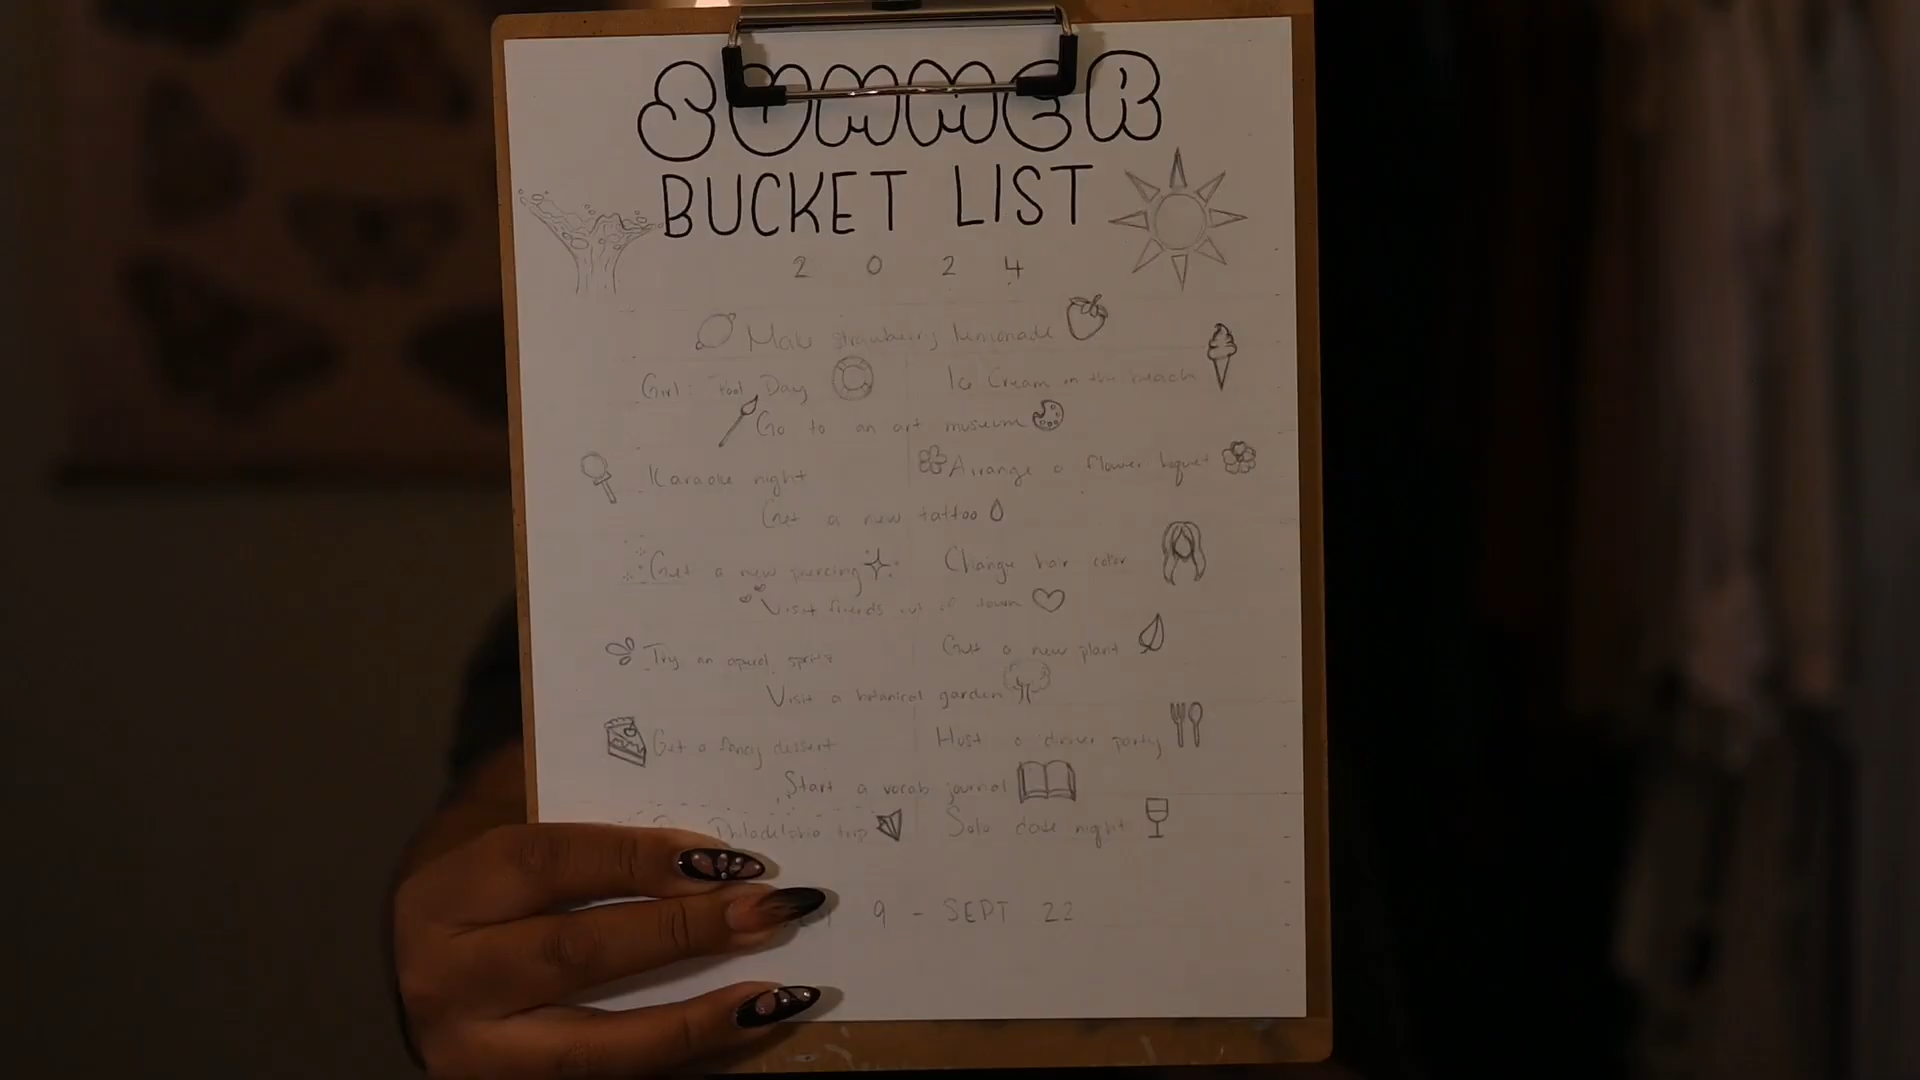 SUMMER
BUCKET LIST
2 0 2 4
Make strawberry lemonade
Girls Pool Day
Ice Cream on the beach
Go to an art museum
Karaoke night
Arrange a flower boquet
Get a new tattoo
Get a new piercing
Change hair color
Visit friends out of town
Try an aperol spritz
Get a new plant
Visit a botanical garden
Get a fancy dessert
Host a dinner party
Start a vocab journal
Philadelphia trip
Solo date night
9 - SEPT 22